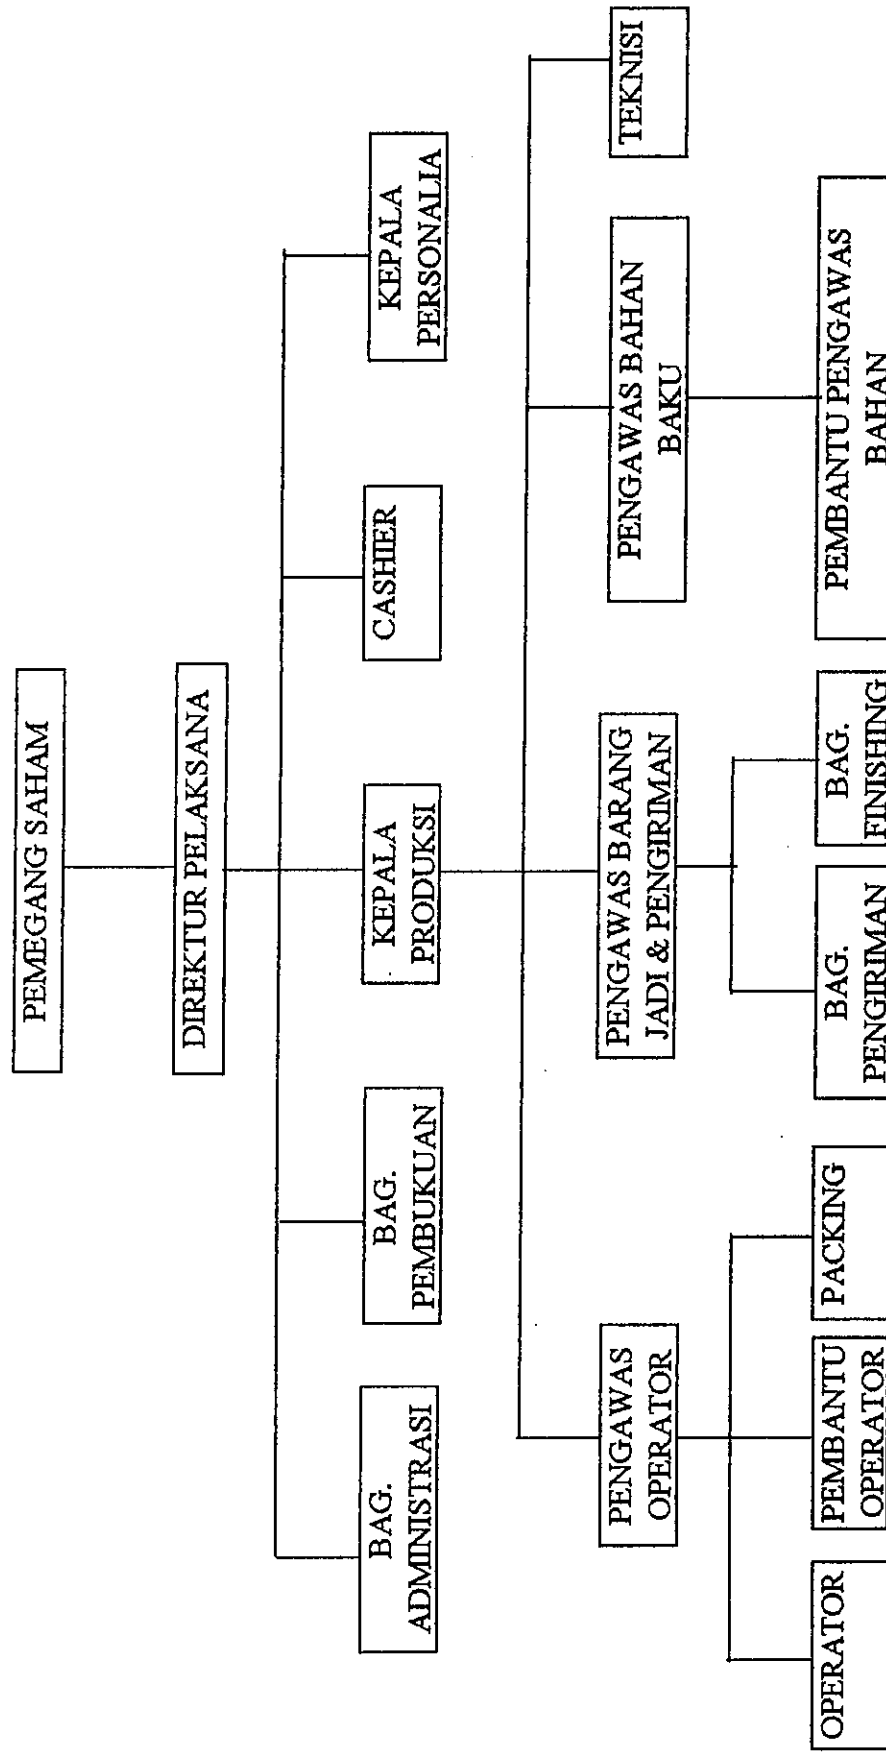 PEMEGANG SAHAM
DIREKTUR PELAKSANA
BAG.
ADMINISTRASI
BAG.
PEMBUKUAN
KEPALA
PRODUKSI
CASHIER
KEPALA
PERSONALIA
PENGAWAS
OPERATOR
PENGAWAS BARANG
JADI & PENGIRIMAN
PENGAWAS BAHAN
BAKU
TEKNISI
OPERATOR
PEMBANTU
OPERATOR
PACKING
BAG.
PENGIRIMAN
BAG.
FINISHING
PEMBANTU PENGAWAS
BAHAN